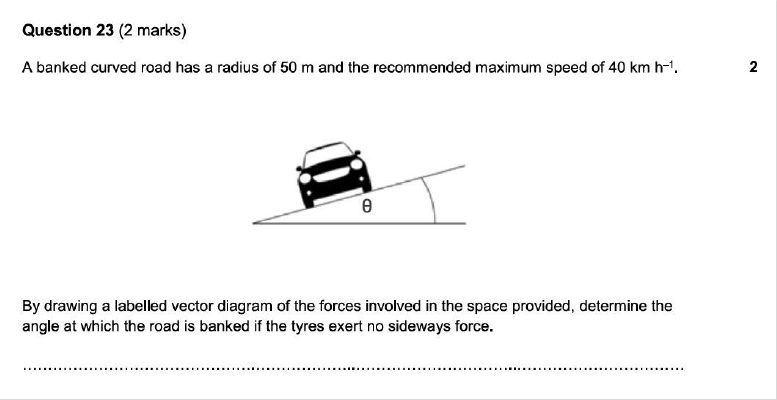 Question 23 (2 marks)
A banked curved road has a radius of 50 m and the recommended maximum speed of 40 km h⁻¹. 2
θ
By drawing a labelled vector diagram of the forces involved in the space provided, determine the
angle at which the road is banked if the tyres exert no sideways force.